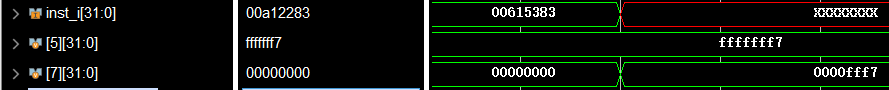 inst_i[31:0] 00a12283 00615383 XXXXXXXX
[5][31:0] fffffff7 fffffff7
[7][31:0] 00000000 00000000 0000fff7